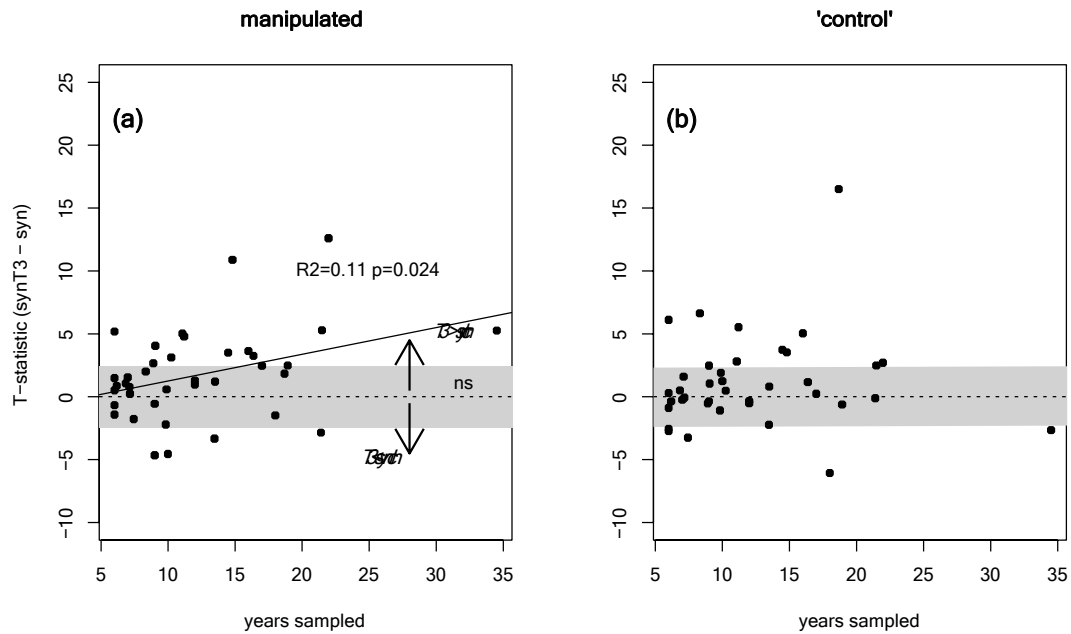 manipulated
'control'
T−statistic (synT3 − syn)
25
20
15
10
5
0
−5
−10
(a)
R2=0.11 p=0.024
ns
5 10 15 20 25 30 35
years sampled
25
20
15
10
5
0
−5
−10
(b)
5 10 15 20 25 30 35
years sampled